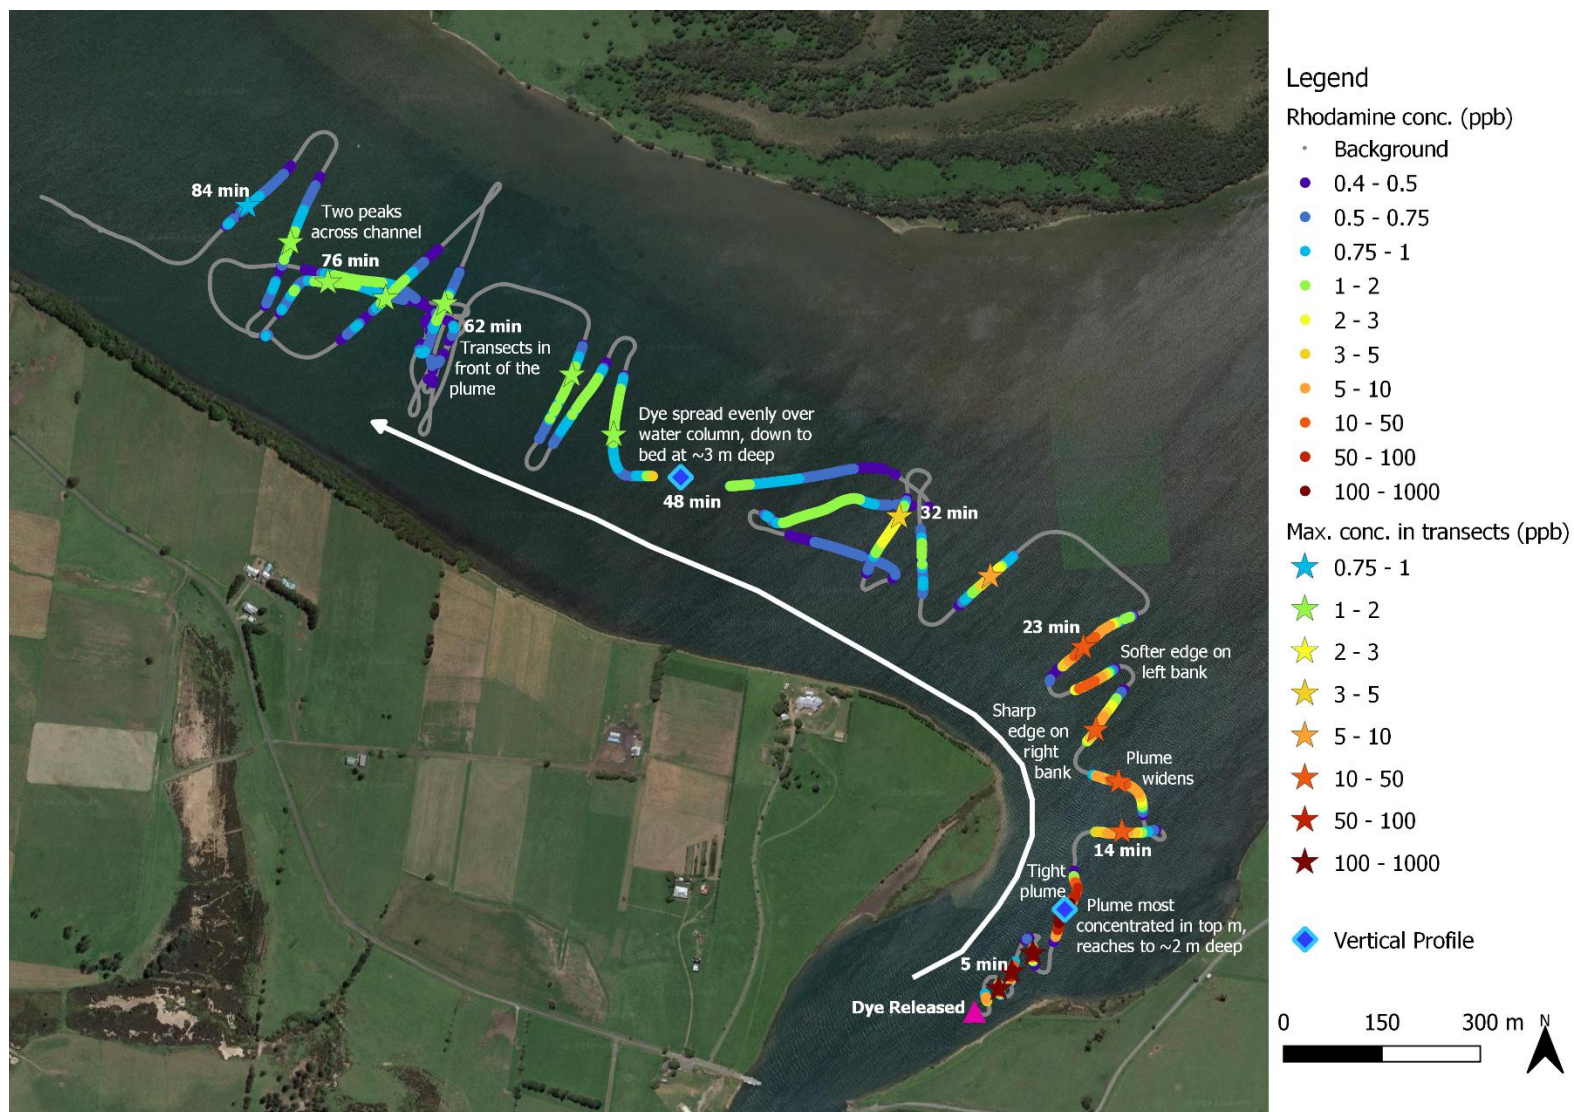 84 min
Two peaks
across channel
76 min
62 min
Transects in
front of the
plume
Dye spread evenly over
water column, down to
bed at ~3 m deep
48 min
32 min
23 min
Softer edge on
left bank
Sharp
edge on
right
bank
Plume
widens
14 min
Tight
plume
Plume most
concentrated in top m,
reaches to ~2 m deep
5 min
Dye Released
Legend
Rhodamine conc. (ppb)
Background
0.4 - 0.5
0.5 - 0.75
0.75 - 1
1 - 2
2 - 3
3 - 5
5 - 10
10 - 50
50 - 100
100 - 1000
Max. conc. in transects (ppb)
0.75 - 1
1 - 2
2 - 3
3 - 5
5 - 10
10 - 50
50 - 100
100 - 1000
Vertical Profile
0 150 300 m
N